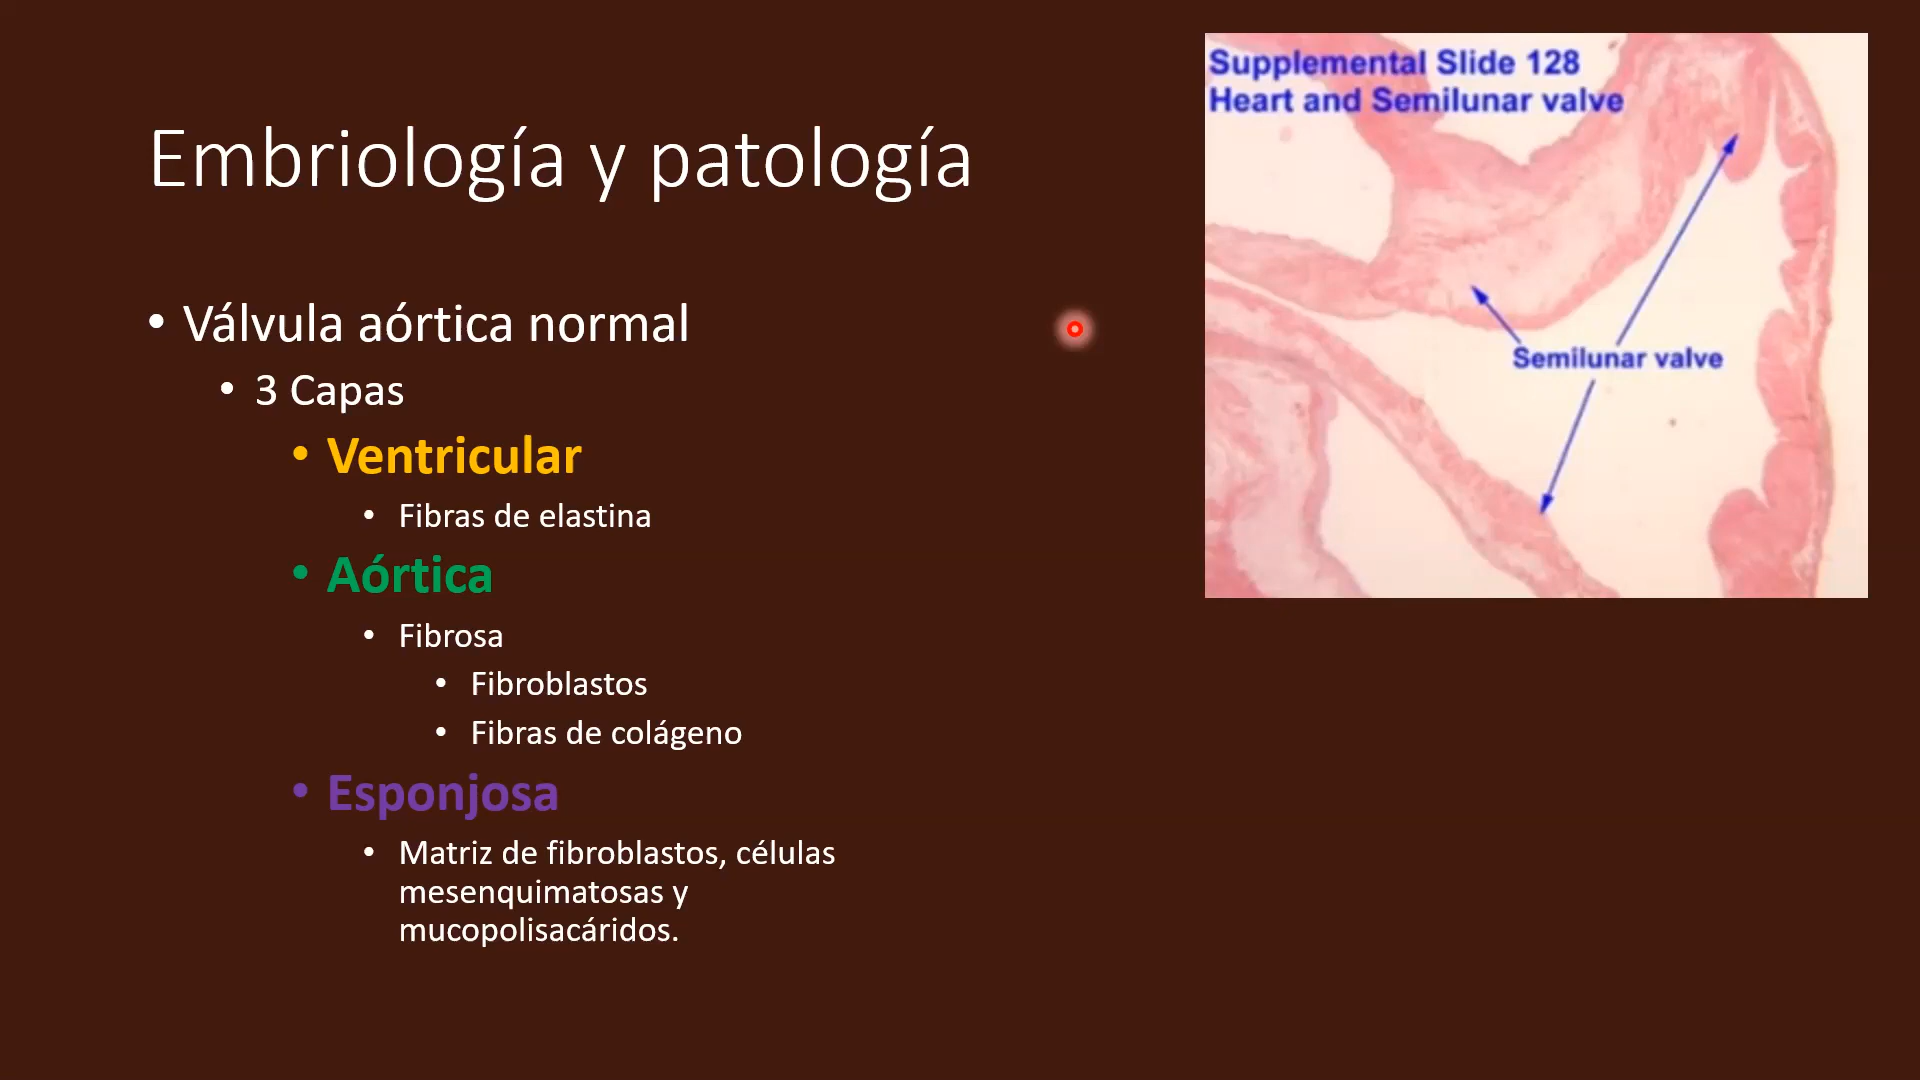 Embriología y patología
Supplemental Slide 128
Heart and Semilunar valve
Semilunar valve
• Válvula aórtica normal
• 3 Capas
• Ventricular
• Fibras de elastina
• Aórtica
• Fibrosa
• Fibroblastos
• Fibras de colágeno
• Esponjosa
• Matriz de fibroblastos, células
mesenquimatosas y
mucopolisacáridos.